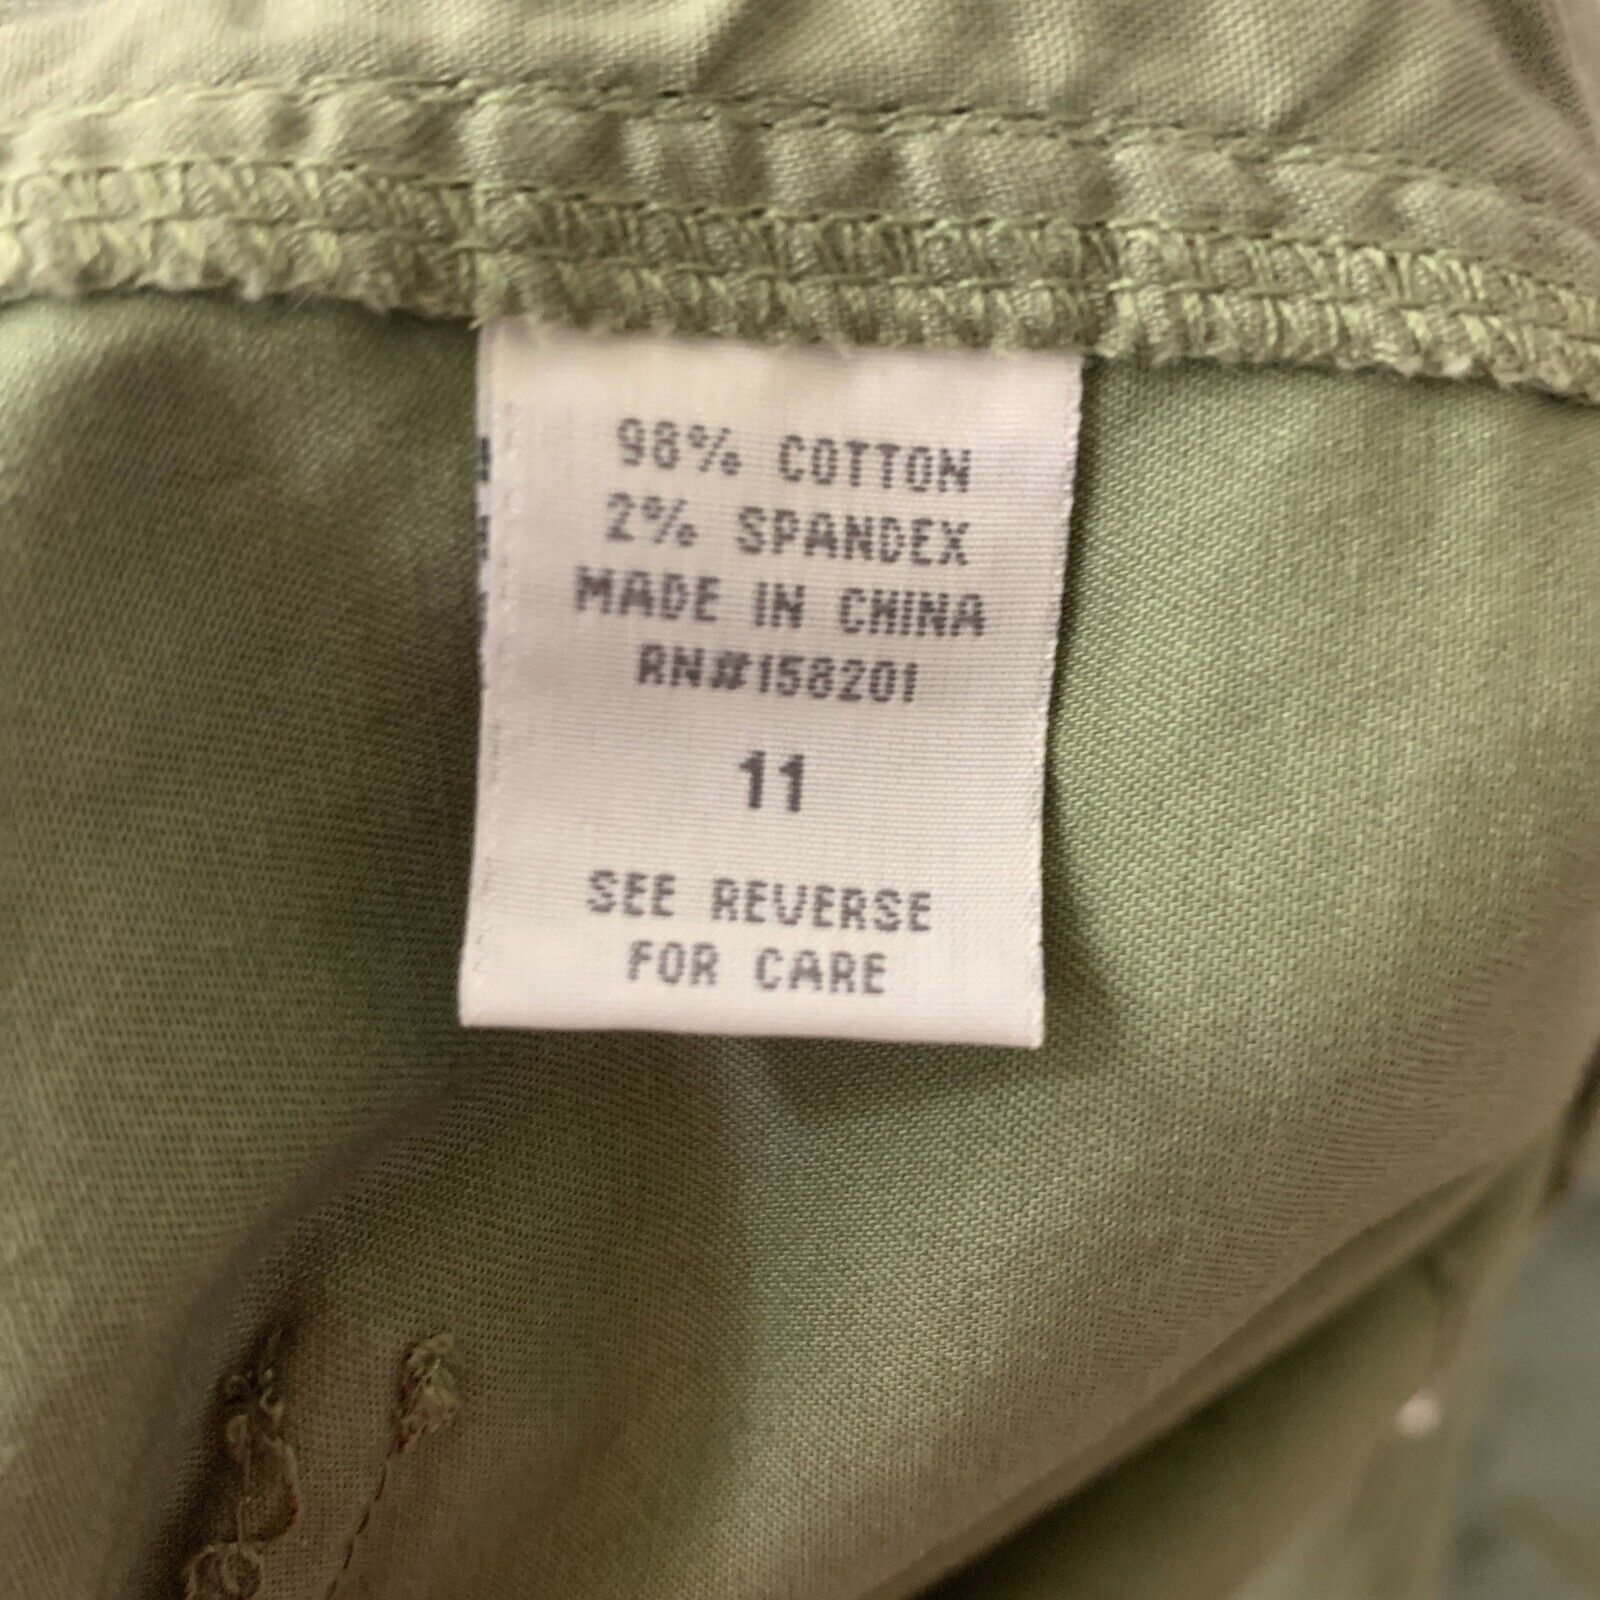 98% COTTON
2% SPANDEX
MADE IN CHINA
RN#158201
11
SEE REVERSE
FOR CARE